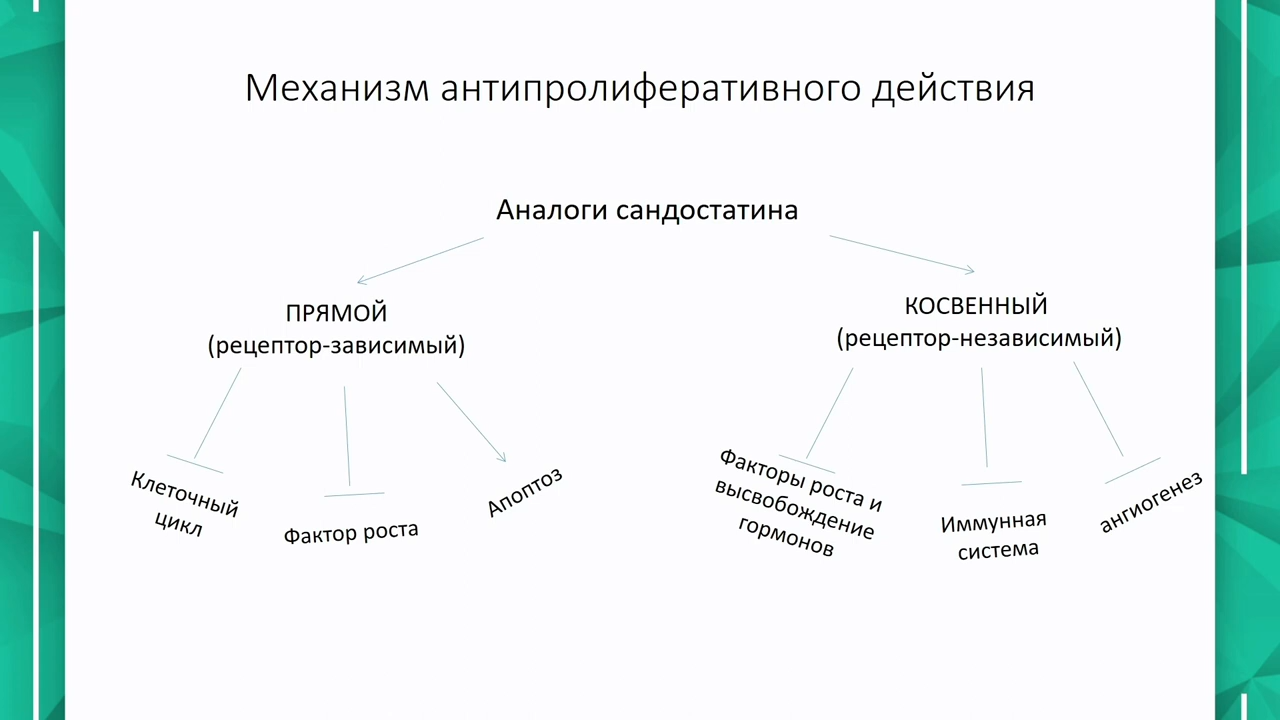 Механизм антипролиферативного действия
Аналоги сандостатина
ПРЯМОЙ
(рецептор-зависимый)
КОСВЕННЫЙ
(рецептор-независимый)
Клеточный
цикл
Фактор роста
Апоптоз
Факторы роста и
высвобождение
гормонов
Иммунная
система
ангиогенез